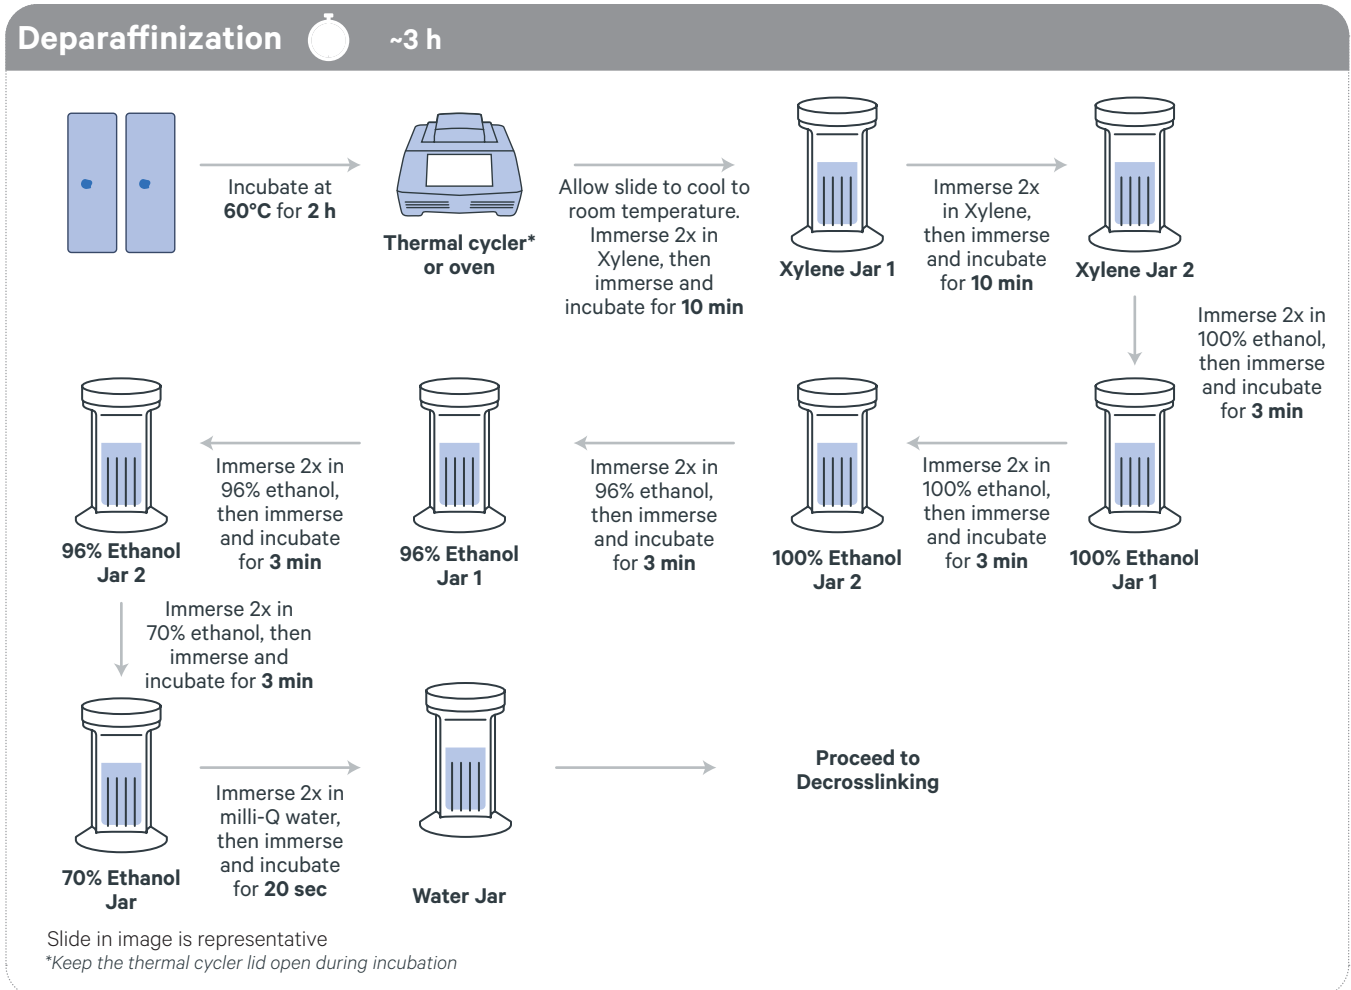 Deparaffinization ~3 h
Incubate at
60°C for 2 h
Thermal cycler*
or oven
Allow slide to cool to
room temperature.
Immerse 2x in
Xylene, then
immerse and
incubate for 10 min
Xylene Jar 1
Immerse 2x
in Xylene,
then immerse
and incubate
for 10 min
Xylene Jar 2
Immerse 2x in
100% ethanol,
then immerse
and incubate
for 3 min
100% Ethanol
Jar 1
Immerse 2x in
100% ethanol,
then immerse
and incubate
for 3 min
100% Ethanol
Jar 2
Immerse 2x in
96% ethanol,
then immerse
and incubate
for 3 min
96% Ethanol
Jar 1
Immerse 2x in
96% ethanol,
then immerse
and incubate
for 3 min
96% Ethanol
Jar 2
Immerse 2x in
70% ethanol, then
immerse and
incubate for 3 min
70% Ethanol
Jar
Immerse 2x in
milli-Q water,
then immerse
and incubate
for 20 sec
Water Jar
Proceed to
Decrosslinking
Slide in image is representative
*Keep the thermal cycler lid open during incubation